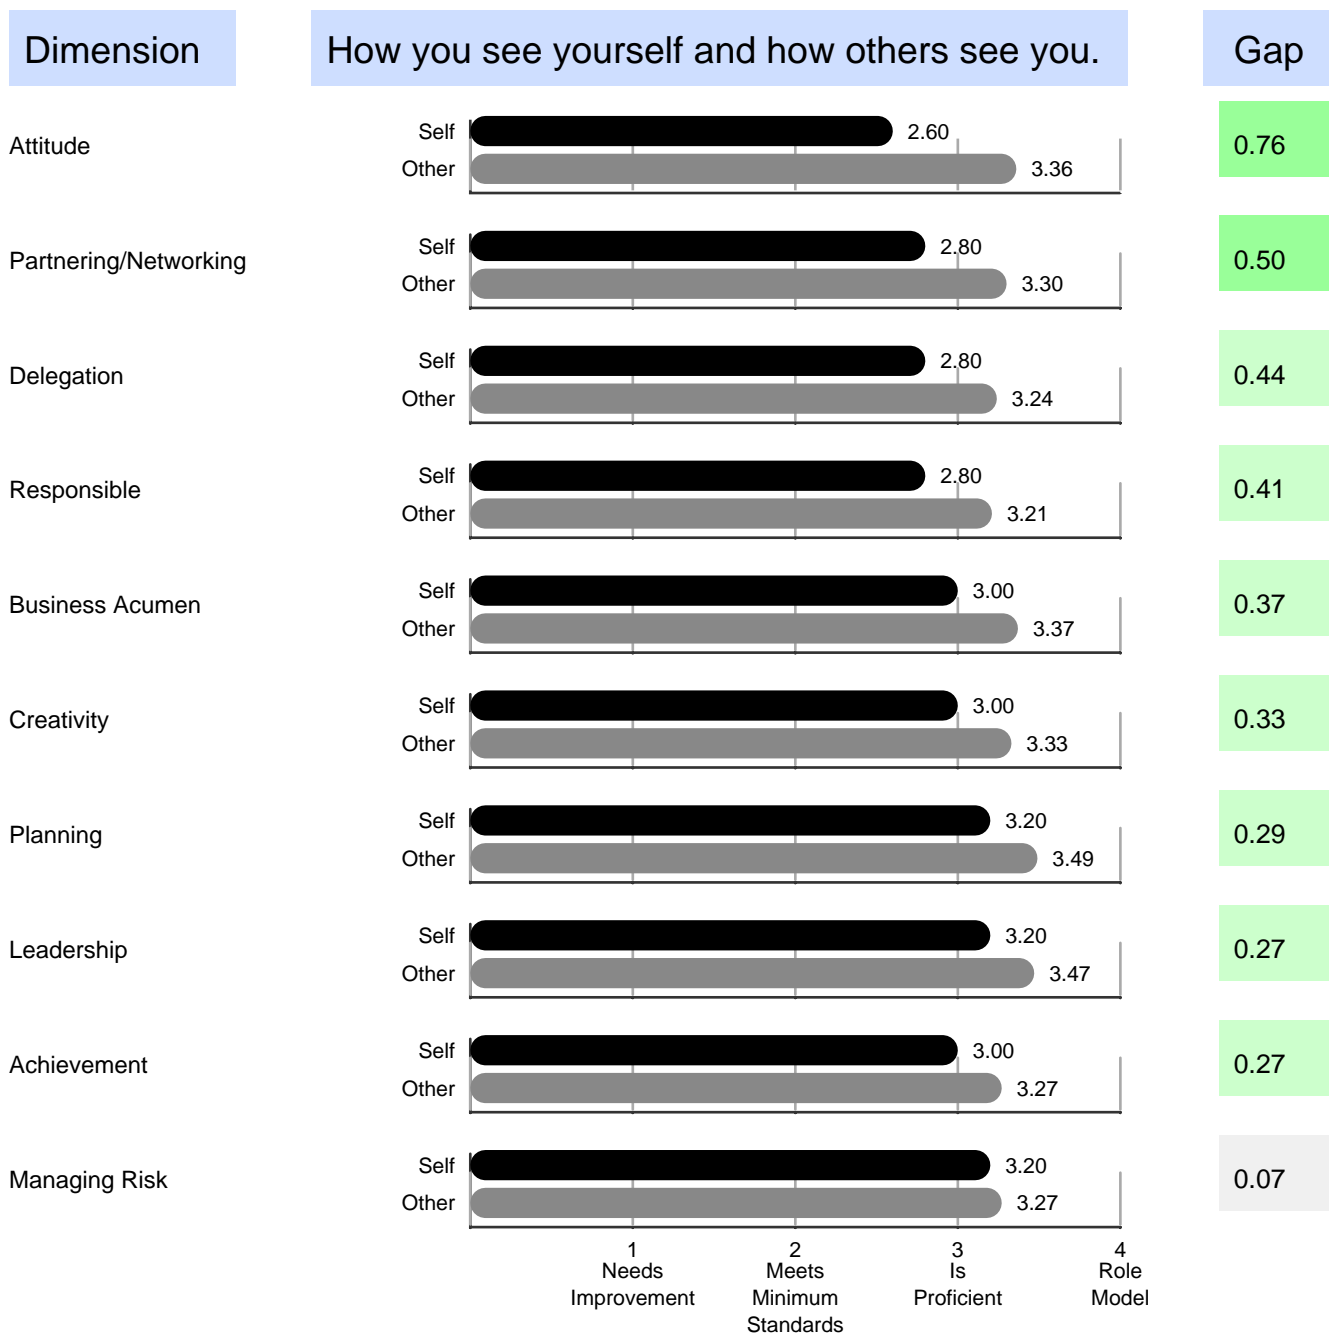 Dimension
How you see yourself and how others see you.
Gap
Attitude
Self
2.60
Other
3.36
0.76
Partnering/Networking
Self
2.80
Other
3.30
0.50
Delegation
Self
2.80
Other
3.24
0.44
Responsible
Self
2.80
Other
3.21
0.41
Business Acumen
Self
3.00
Other
3.37
0.37
Creativity
Self
3.00
Other
3.33
0.33
Planning
Self
3.20
Other
3.49
0.29
Leadership
Self
3.20
Other
3.47
0.27
Achievement
Self
3.00
Other
3.27
0.27
Managing Risk
Self
3.20
Other
3.27
0.07
1
Needs
Improvement
2
Meets
Minimum
Standards
3
Is
Proficient
4
Role
Model